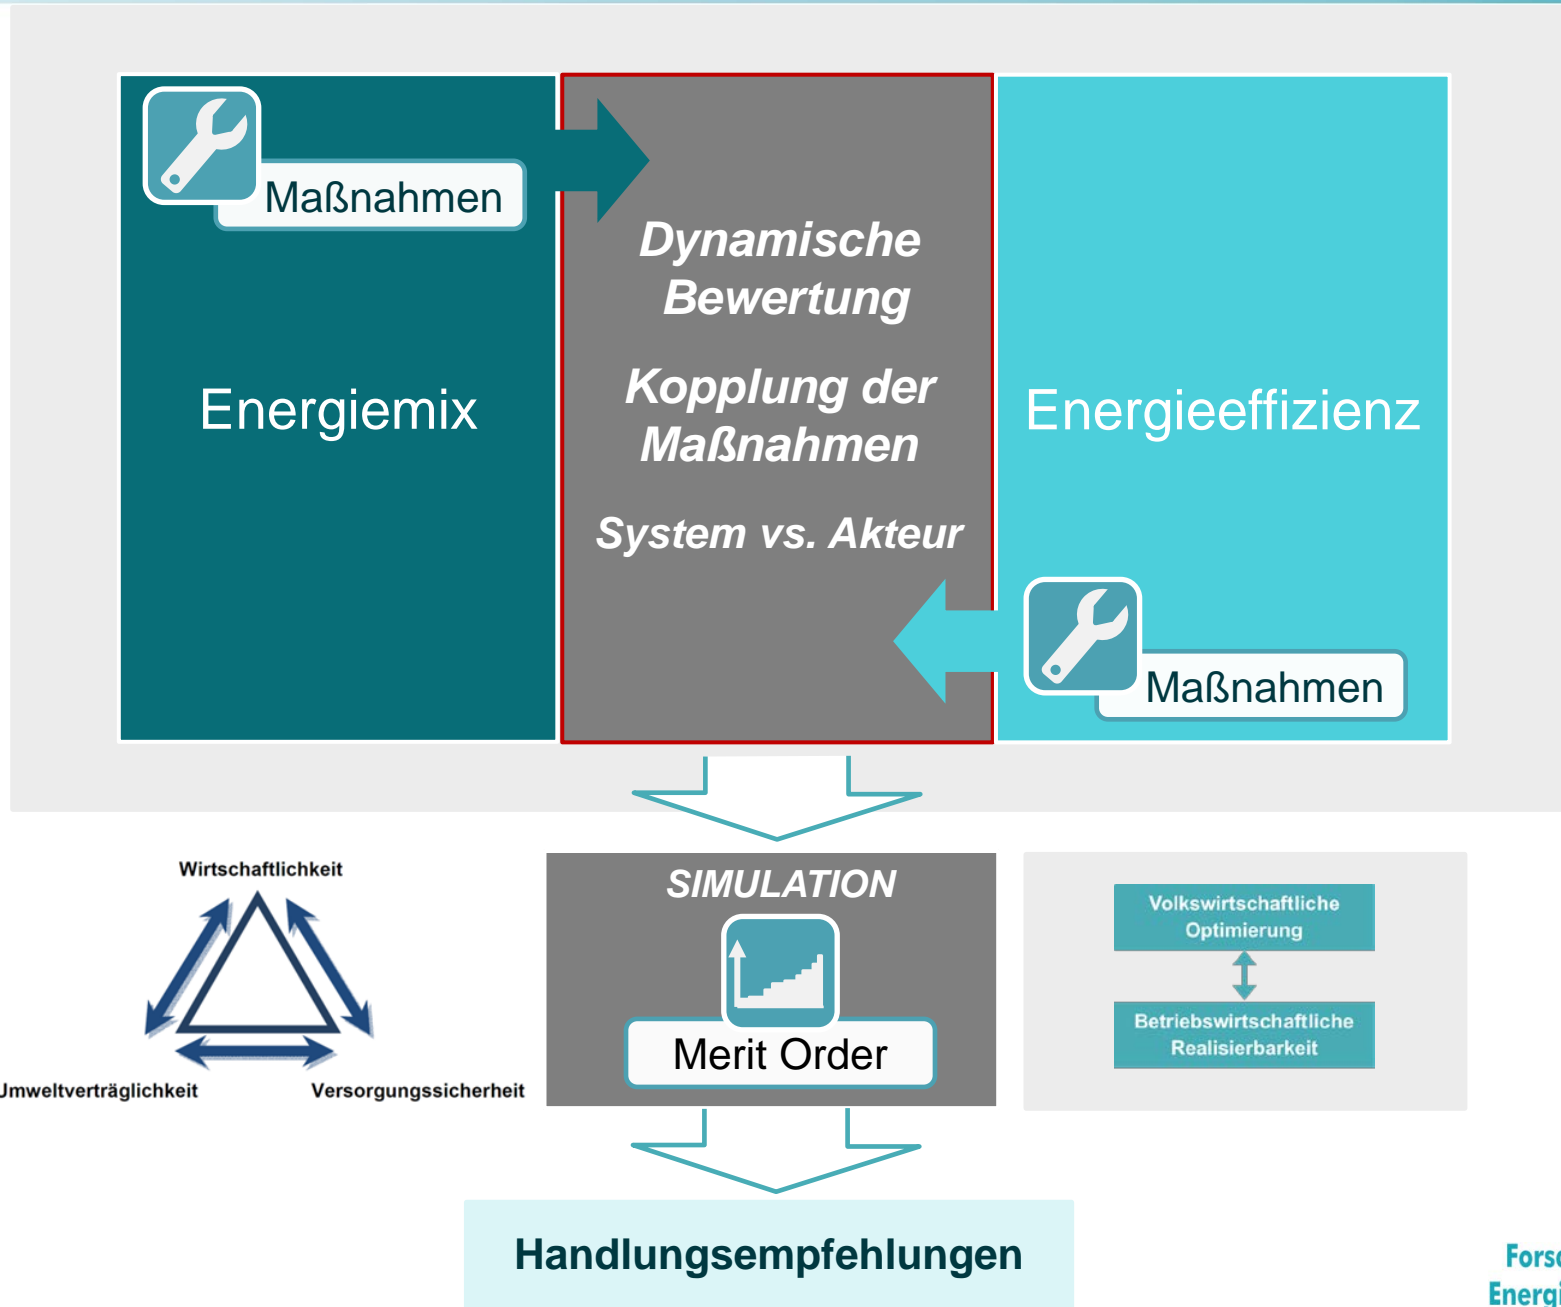 Maßnahmen
Energiemix
Dynamische
Bewertung
Kopplung der
Maßnahmen
System vs. Akteur
Energieeffizienz
Maßnahmen
Wirtschaftlichkeit
Umweltverträglichkeit
Versorgungssicherheit
SIMULATION
Merit Order
Volkswirtschaftliche
Optimierung
Betriebswirtschaftliche
Realisierbarkeit
Handlungsempfehlungen